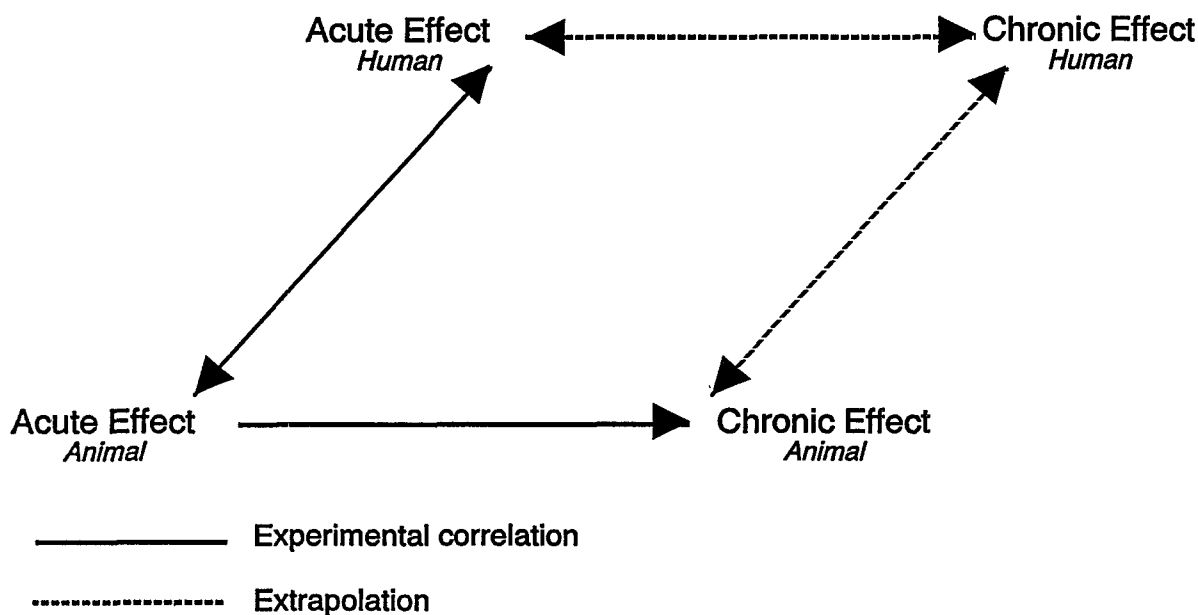 Acute Effect
Human
Chronic Effect
Human
Acute Effect
Animal
Chronic Effect
Animal
Experimental correlation
Extrapolation